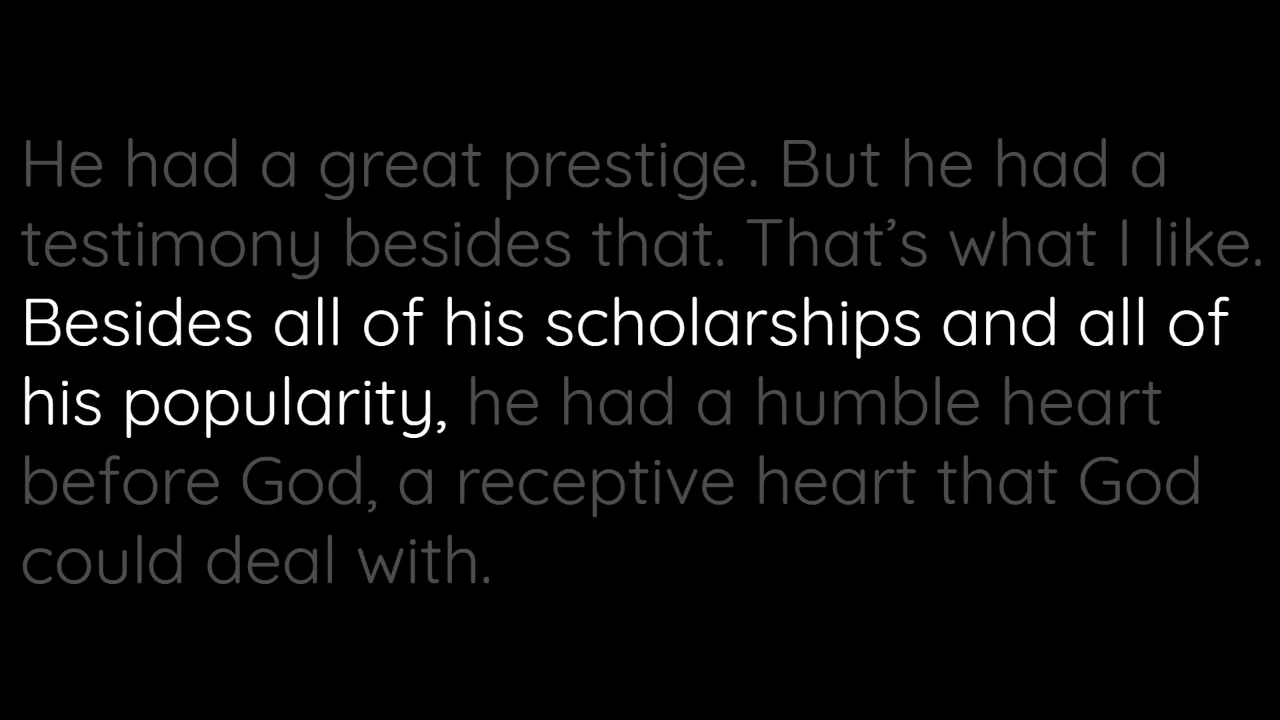 He had a great prestige. But he had a
testimony besides that. That’s what I like.
Besides all of his scholarships and all of
his popularity, he had a humble heart
before God, a receptive heart that God
could deal with.